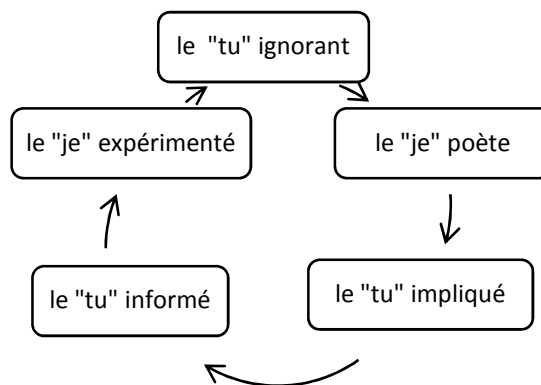 le "tu" ignorant
le "je" poète
le "tu" impliqué
le "tu" informé
le "je" expérimenté